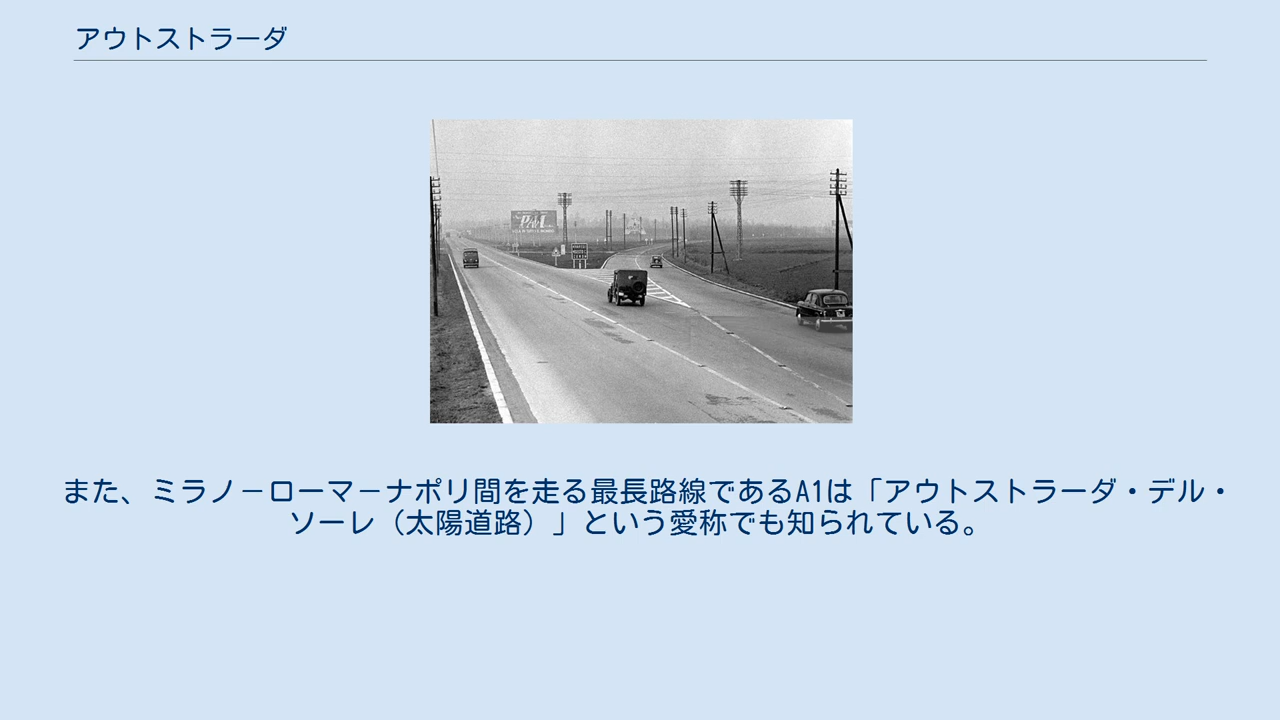 アウトストラーダ
また、ミラノ－ローマ－ナポリ間を走る最長路線であるA1は「アウトストラーダ・デル・
ソーレ（太陽道路）」という愛称でも知られている。